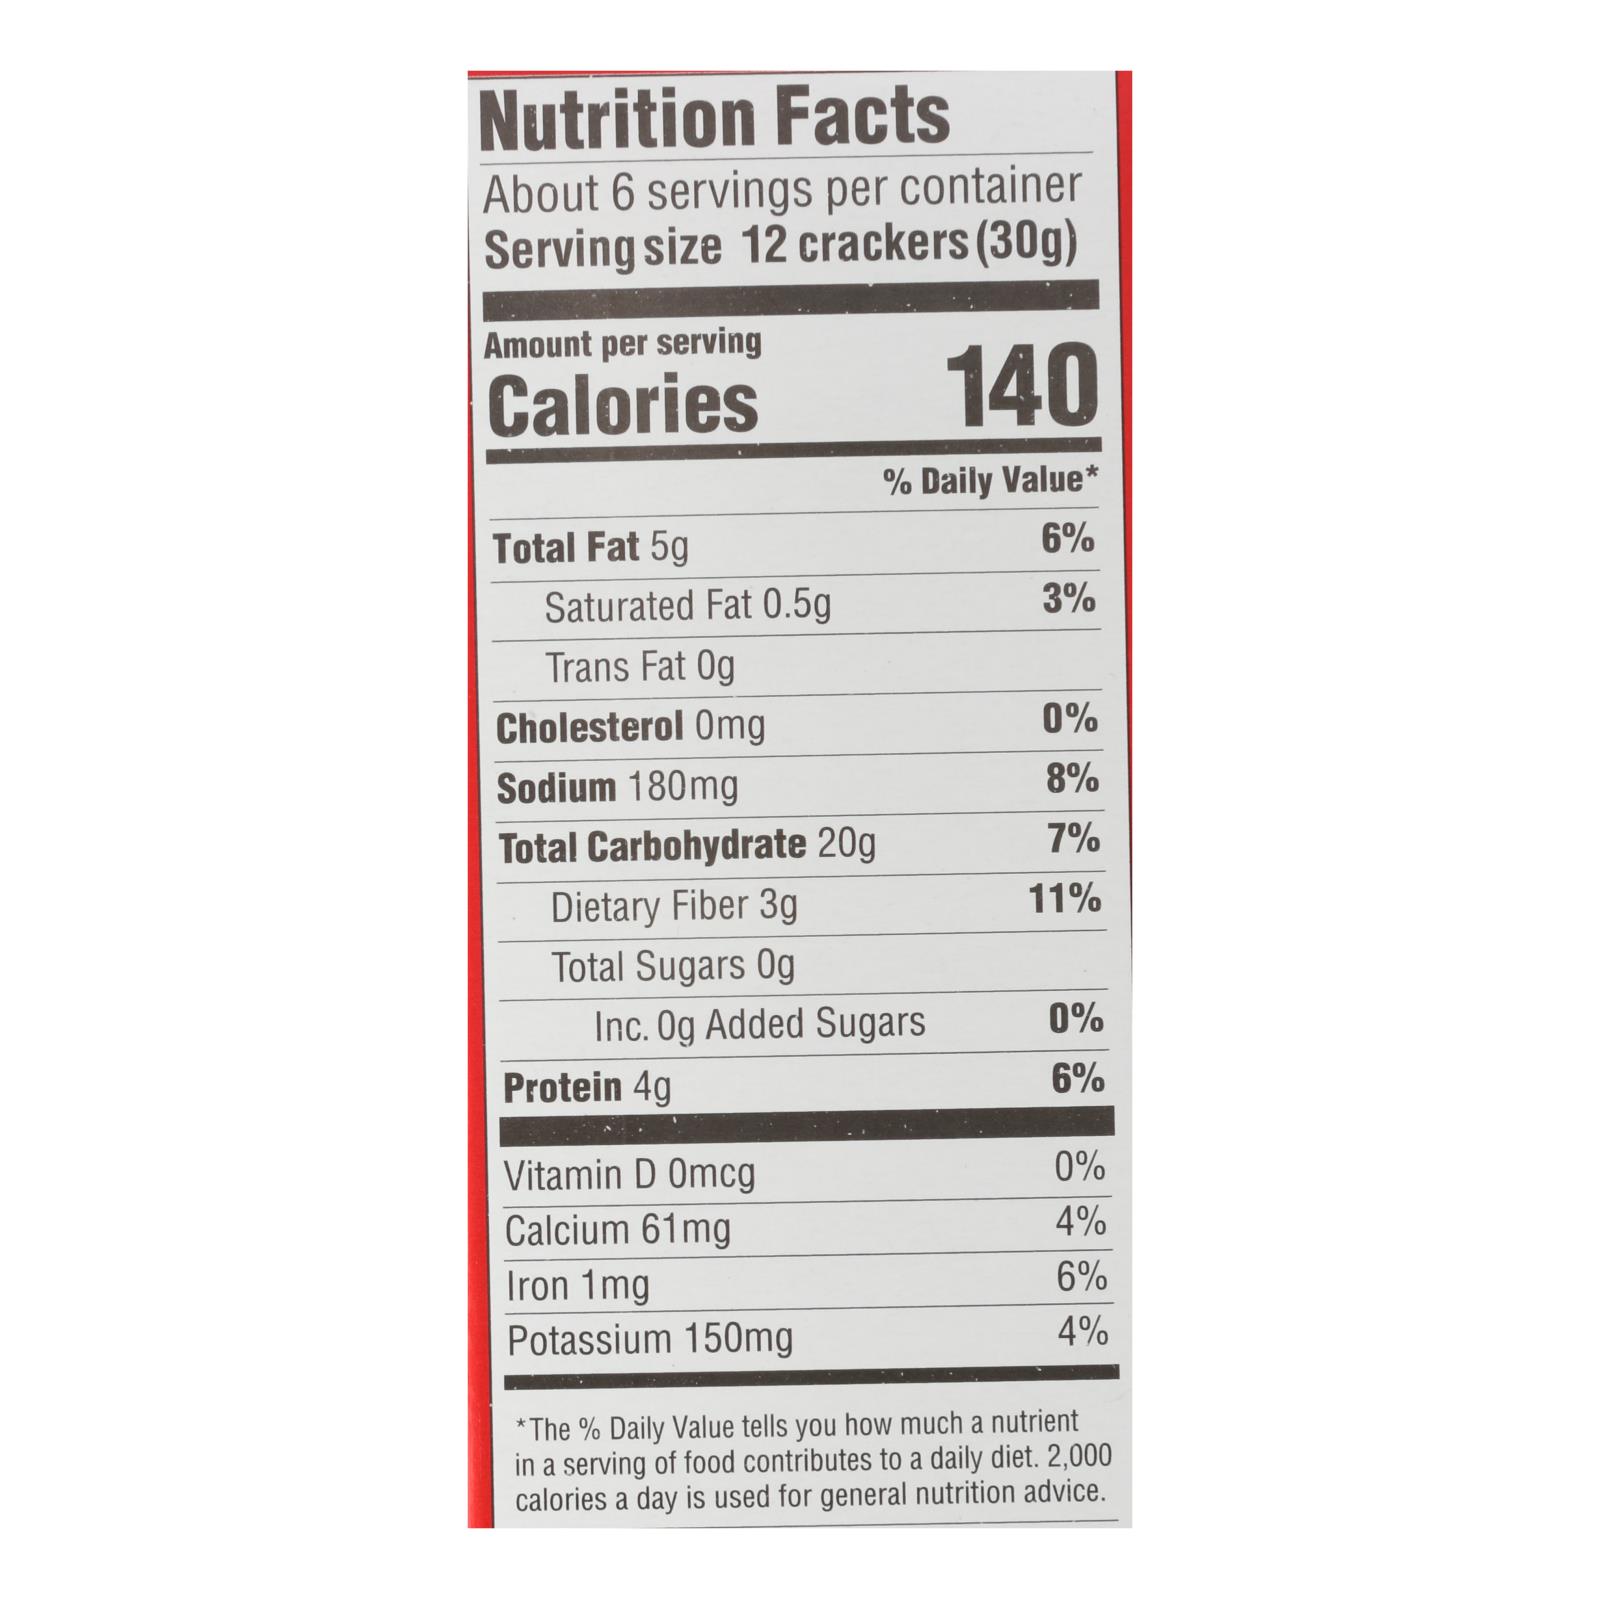 Nutrition Facts
About 6 servings per container
Serving size 12 crackers (30g)
Amount per serving
Calories 140
% Daily Value*
Total Fat 5g 6%
Saturated Fat 0.5g 3%
Trans Fat 0g
Cholesterol 0mg 0%
Sodium 180mg 8%
Total Carbohydrate 20g 7%
Dietary Fiber 3g 11%
Total Sugars 0g
Inc. 0g Added Sugars 0%
Protein 4g 6%
Vitamin D 0mcg 0%
Calcium 61mg 4%
Iron 1mg 6%
Potassium 150mg 4%
*The % Daily Value tells you how much a nutrient
in a serving of food contributes to a daily diet. 2,000
calories a day is used for general nutrition advice.